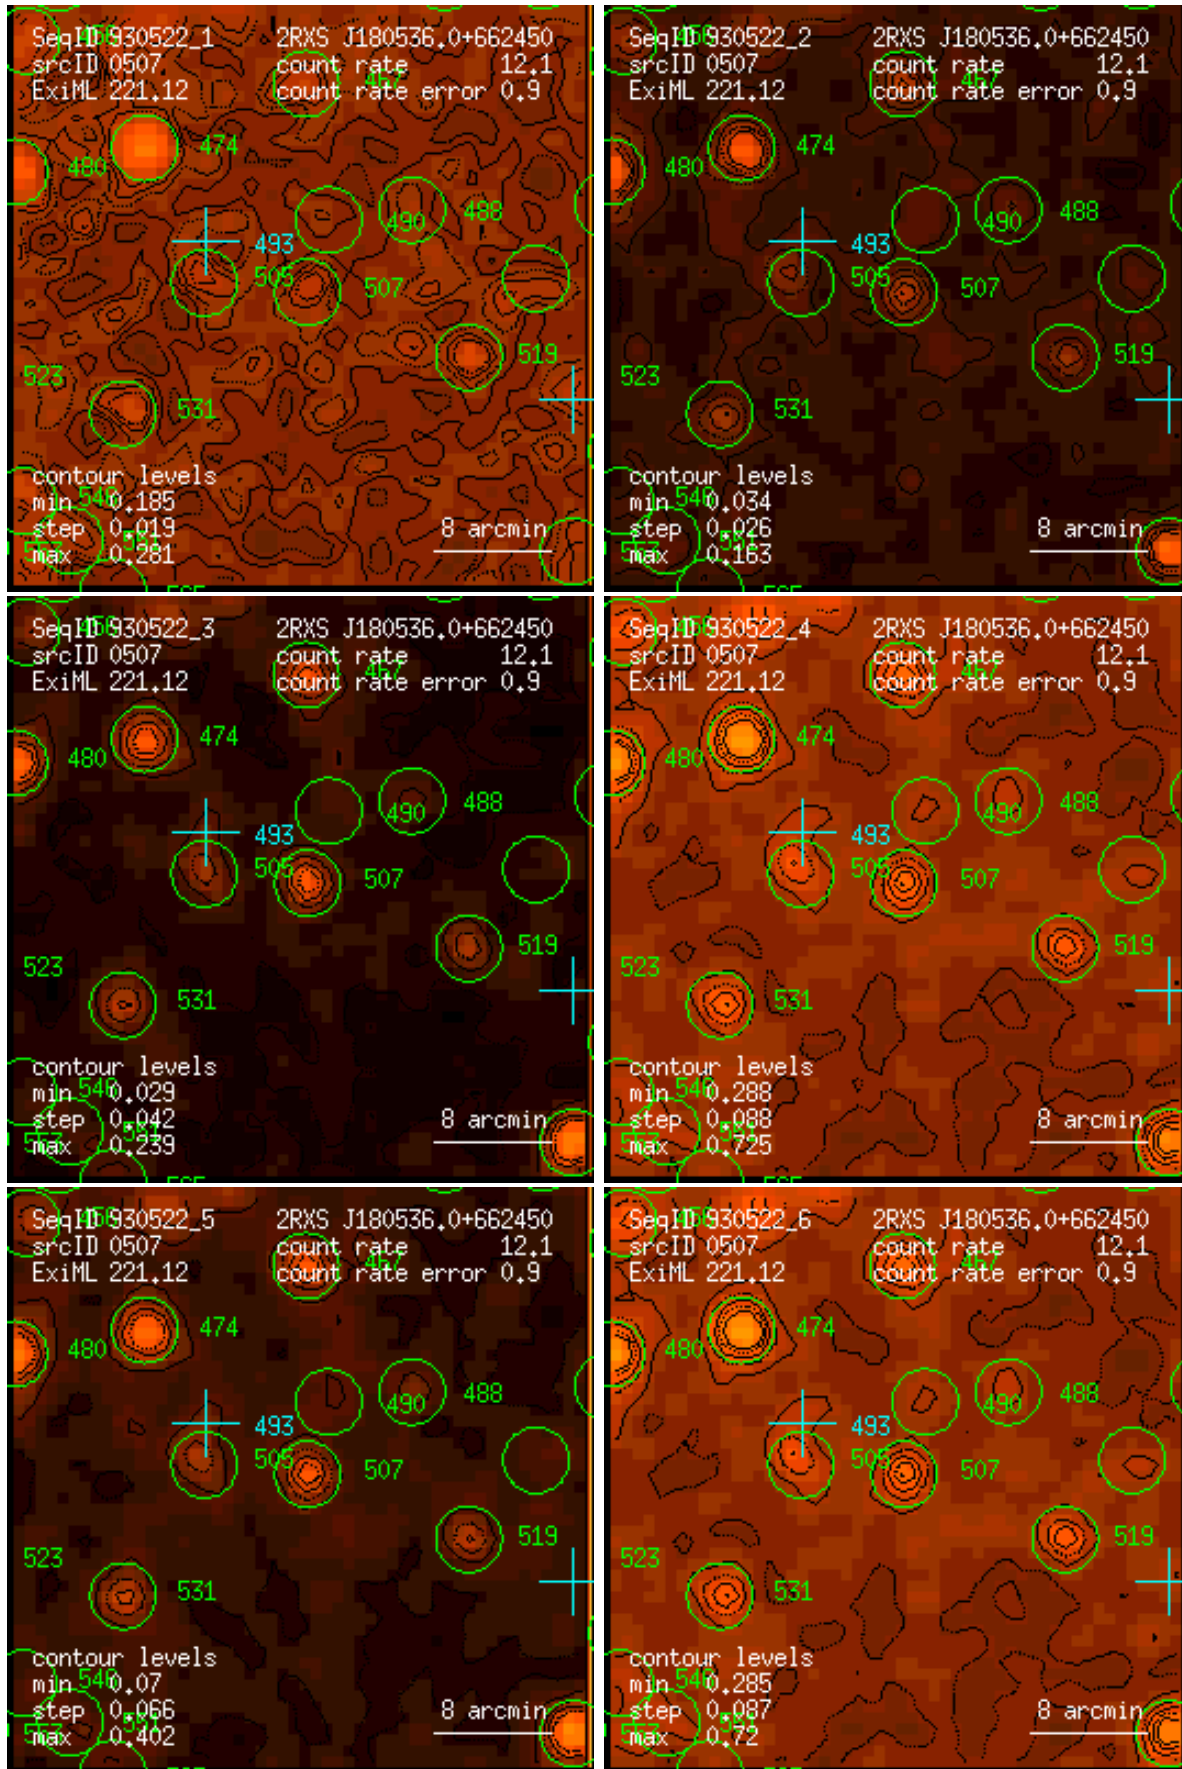 SeqID 930522_1 2RXS J180536.0+662450
srcID 0507 count rate 12.1
ExiML 221.12 count rate error 0.9
467
474
480
490 488
493
505 507
519
523
531
contour levels
min 0.185
546
step 0.019 8 arcmin
max 0.281
SeqID 930522_2 2RXS J180536.0+662450
srcID 0507 count rate 12.1
ExiML 221.12 count rate error 0.9
467
474
480
490 488
493
505 507
519
523
531
contour levels
min 0.034
546
step 0.026 8 arcmin
max 0.163
SeqID 930522_3 2RXS J180536.0+662450
srcID 0507 count rate 12.1
ExiML 221.12 count rate error 0.9
467
474
480
490 488
493
505 507
519
523
531
contour levels
min 0.029
546
step 0.042 8 arcmin
max 0.239
SeqID 930522_4 2RXS J180536.0+662450
srcID 0507 count rate 12.1
ExiML 221.12 count rate error 0.9
467
474
480
490 488
493
505 507
519
523
531
contour levels
min 0.288
546
step 0.088 8 arcmin
max 0.725
SeqID 930522_5 2RXS J180536.0+662450
srcID 0507 count rate 12.1
ExiML 221.12 count rate error 0.9
467
474
480
490 488
493
505 507
519
523
531
contour levels
min 0.07
546
step 0.066 8 arcmin
max 0.402
SeqID 930522_6 2RXS J180536.0+662450
srcID 0507 count rate 12.1
ExiML 221.12 count rate error 0.9
467
474
480
490 488
493
505 507
519
523
531
contour levels
min 0.285
546
step 0.087 8 arcmin
max 0.72